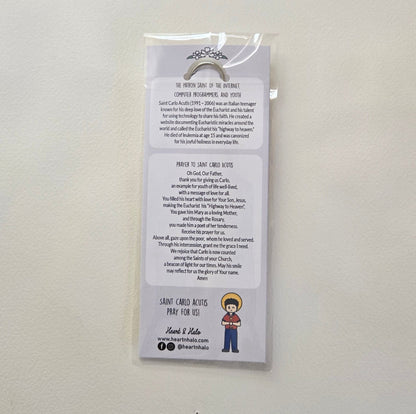 THE PATRON SAINT OF THE INTERNET,
COMPUTER PROGRAMMERS, AND YOUTH
Saint Carlo Acutis (1991 - 2006) was an Italian teenager
known for his deep love of the Eucharist and his talent
for using technology to share his faith. He created a
website documenting Eucharistic miracles around the
world and called the Eucharist his "highway to heaven."
He died of leukemia at age 15 and was canonized
for his joyful holiness in everyday life.
PRAYER TO SAINT CARLO ACUTIS
Oh God, Our Father,
thank you for giving us Carlo,
an example for youth of life well-lived,
with a message of love for all.
You filled his heart with love for Your Son, Jesus,
making the Eucharist his "Highway to Heaven".
You gave him Mary as a loving Mother,
and through the Rosary,
you made him a poet of her tenderness.
Receive his prayer for us.
Above all, gaze upon the poor, whom he loved and served.
Through his intercession, grant me the grace I need.
We rejoice that Carlo is now counted
among the Saints of your Church,
a beacon of light for our times. May his smile
may reflect for us the glory of Your name.
Amen
SAINT CARLO ACUTIS
PRAY FOR US!
Heart & Halo
www.heartnhalo.com
@heartnhalo